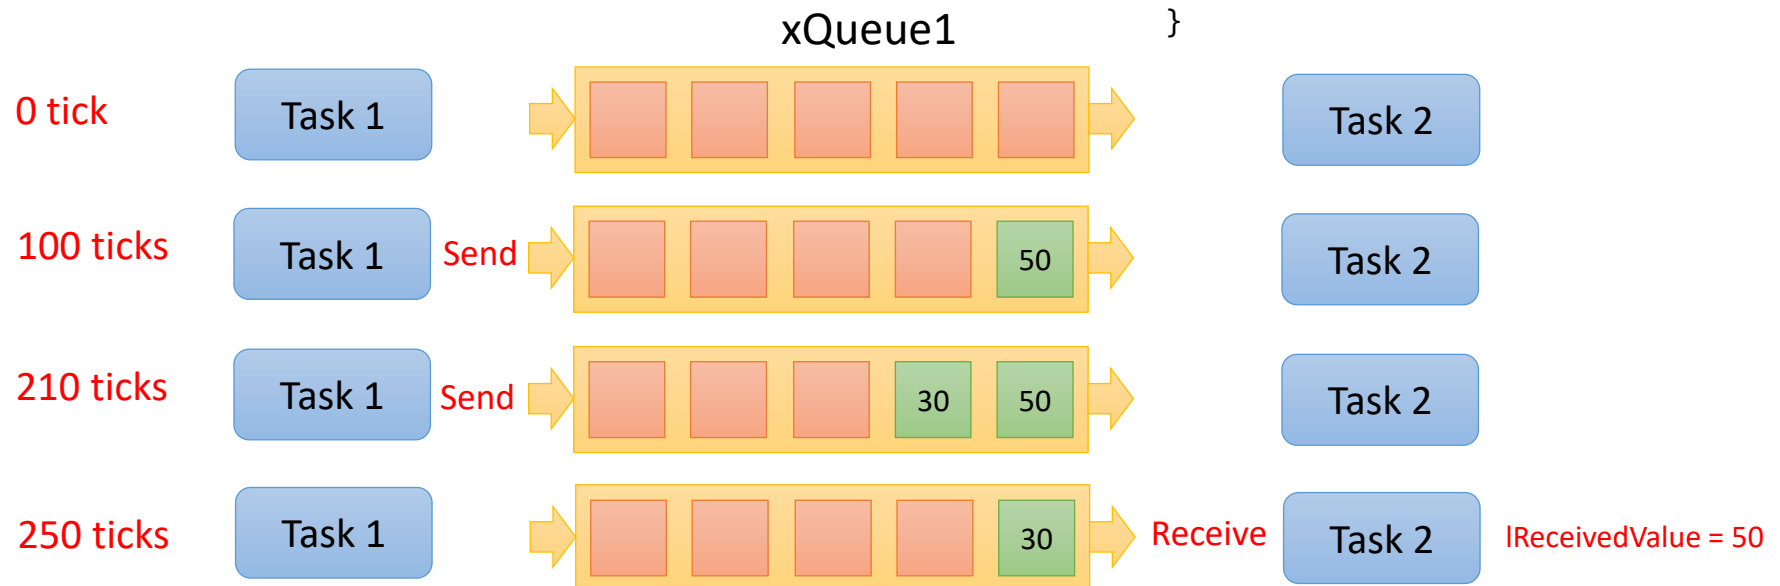 xQueue1
}
0 tick Task 1 Task 2
100 ticks Task 1 Send 50 Task 2
210 ticks Task 1 Send 30 50 Task 2
250 ticks Task 1 30 Receive Task 2 lReceivedValue = 50